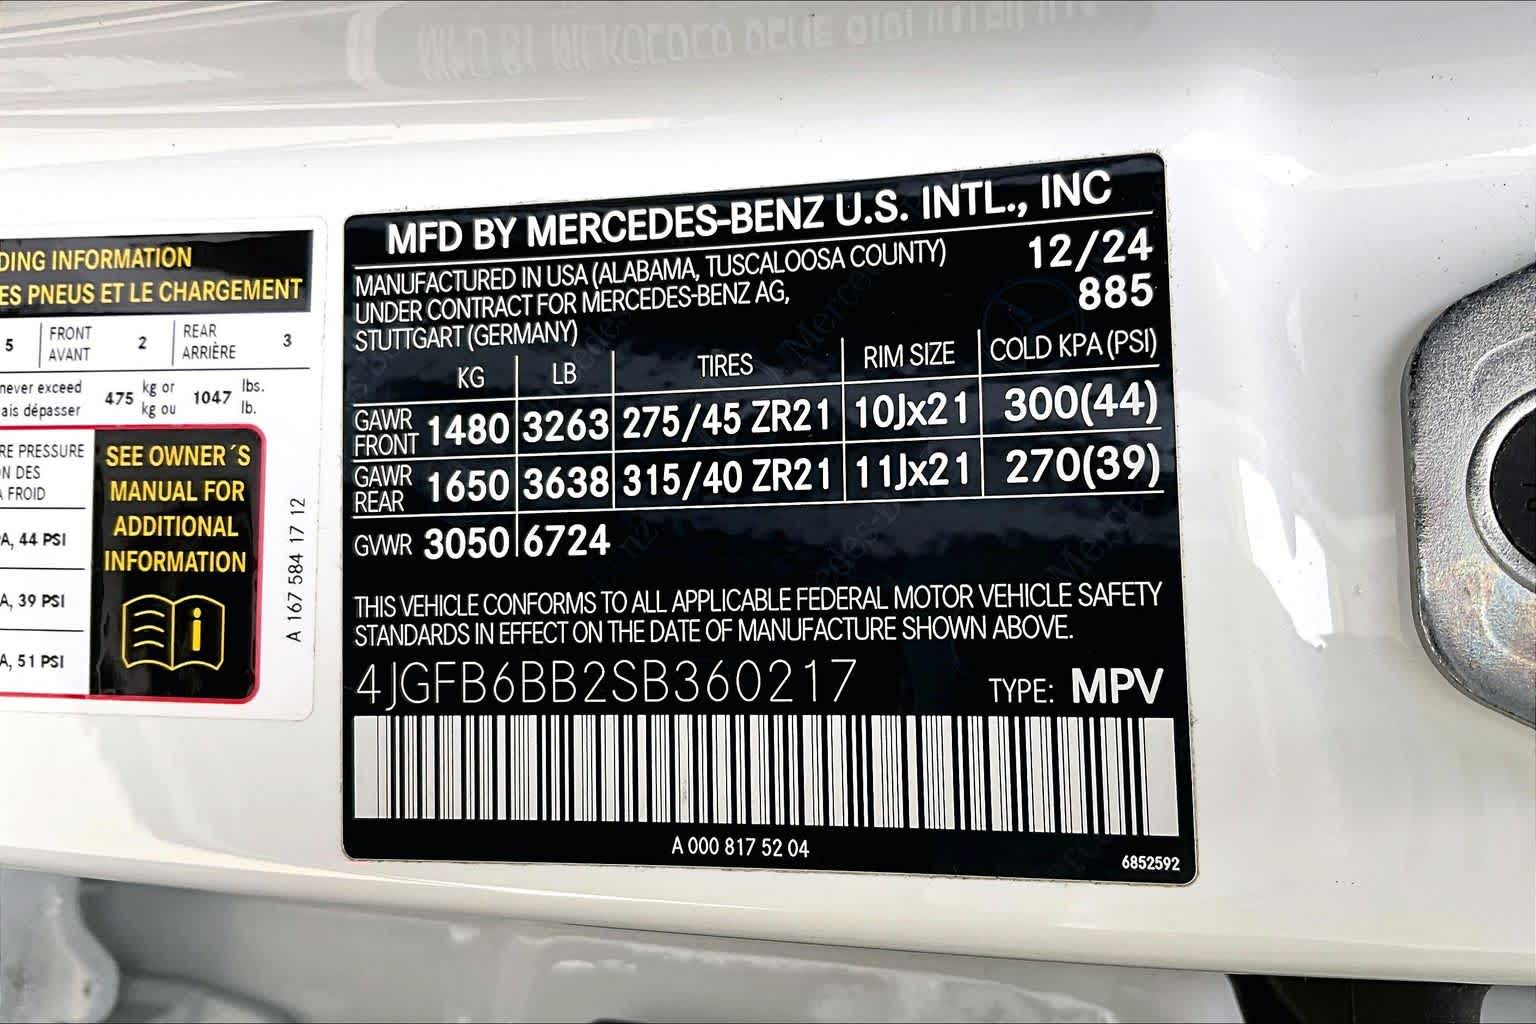 DING INFORMATION
ES PNEUS ET LE CHARGEMENT
5 FRONT AVANT 2 REAR ARRIÈRE 3
never exceed 475 kg or 1047 lbs.
ais dépasser kg ou lb.
RE PRESSURE
ON DES
À FROID
A, 44 PSI
A, 39 PSI
A, 51 PSI
SEE OWNER´S
MANUAL FOR
ADDITIONAL
INFORMATION
i
A 167 584 17 12
MFD BY MERCEDES-BENZ U.S. INTL., INC
MANUFACTURED IN USA (ALABAMA, TUSCALOOSA COUNTY) 12/24
UNDER CONTRACT FOR MERCEDES-BENZ AG, 885
STUTTGART (GERMANY)
KG LB TIRES RIM SIZE COLD KPA (PSI)
GAWR FRONT 1480 3263 275/45 ZR21 10Jx21 300(44)
GAWR REAR 1650 3638 315/40 ZR21 11Jx21 270(39)
GVWR 3050 6724
THIS VEHICLE CONFORMS TO ALL APPLICABLE FEDERAL MOTOR VEHICLE SAFETY
STANDARDS IN EFFECT ON THE DATE OF MANUFACTURE SHOWN ABOVE.
4JGFB6BB2SB360217 TYPE: MPV
A 000 817 52 04
6852592